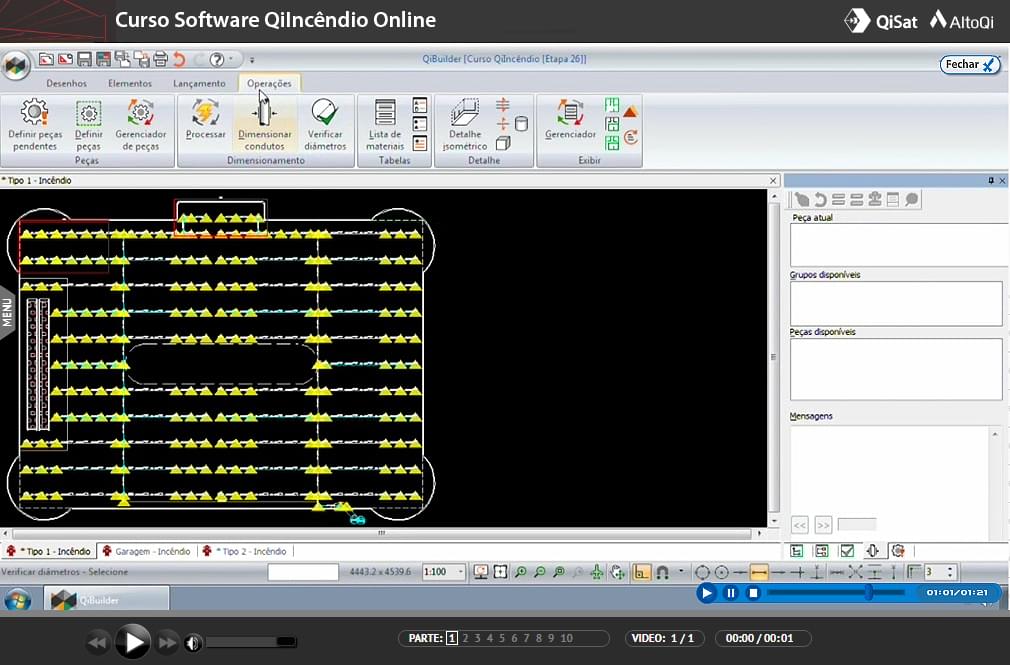 Curso Software QiIncêndio Online
QiSat AltoQi
QiBuilder [Curso QiIncêndio [Etapa 26]]
Fechar
Desenhos Elementos Lançamento Operações
Definir peças pendentes Definir peças Gerenciador de peças Processar Dimensionar condutos Verificar diâmetros Lista de materiais Detalhe isométrico Gerenciador
Peças Dimensionamento Tabelas Detalhe Exibir
* Tipo 1 - Incêndio
Peça atual
Grupos disponíveis
Peças disponíveis
MENU
Mensagens
<< >>
* Tipo 1 - Incêndio Garagem - Incêndio * Tipo 2 - Incêndio
Verificar diâmetros - Selecione 4443.2 x 4539.6 1:100 3
QiBuilder 01:01/01:21
PARTE: 1 2 3 4 5 6 7 8 9 10 VIDEO: 1 / 1 00:00 / 00:01